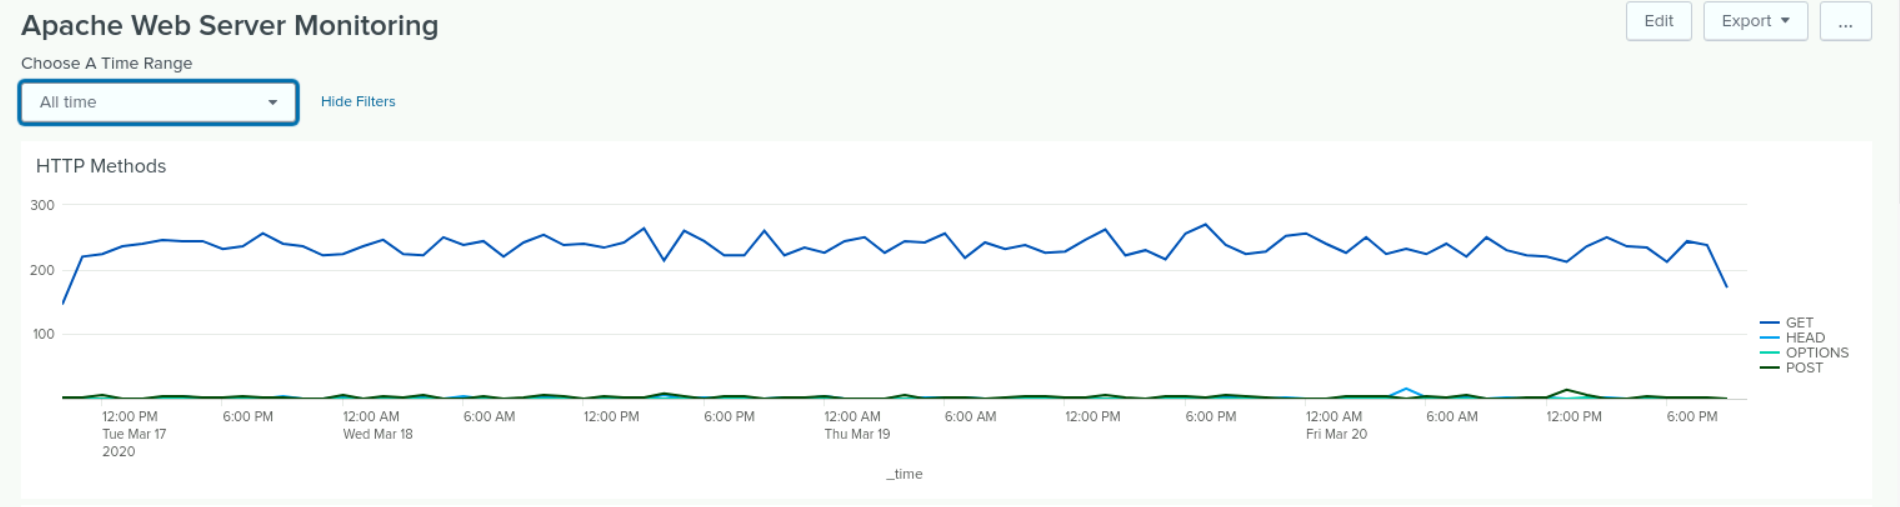 Apache Web Server Monitoring
Edit
Export
...
Choose A Time Range
All time
Hide Filters
HTTP Methods
300
200
100
GET
HEAD
OPTIONS
POST
12:00 PM 6:00 PM 12:00 AM 6:00 AM 12:00 PM 6:00 PM 12:00 AM 6:00 AM 12:00 PM 6:00 PM 12:00 AM 6:00 AM 12:00 PM 6:00 PM
Tue Mar 17 Wed Mar 18 Thu Mar 19 Fri Mar 20
2020
_time